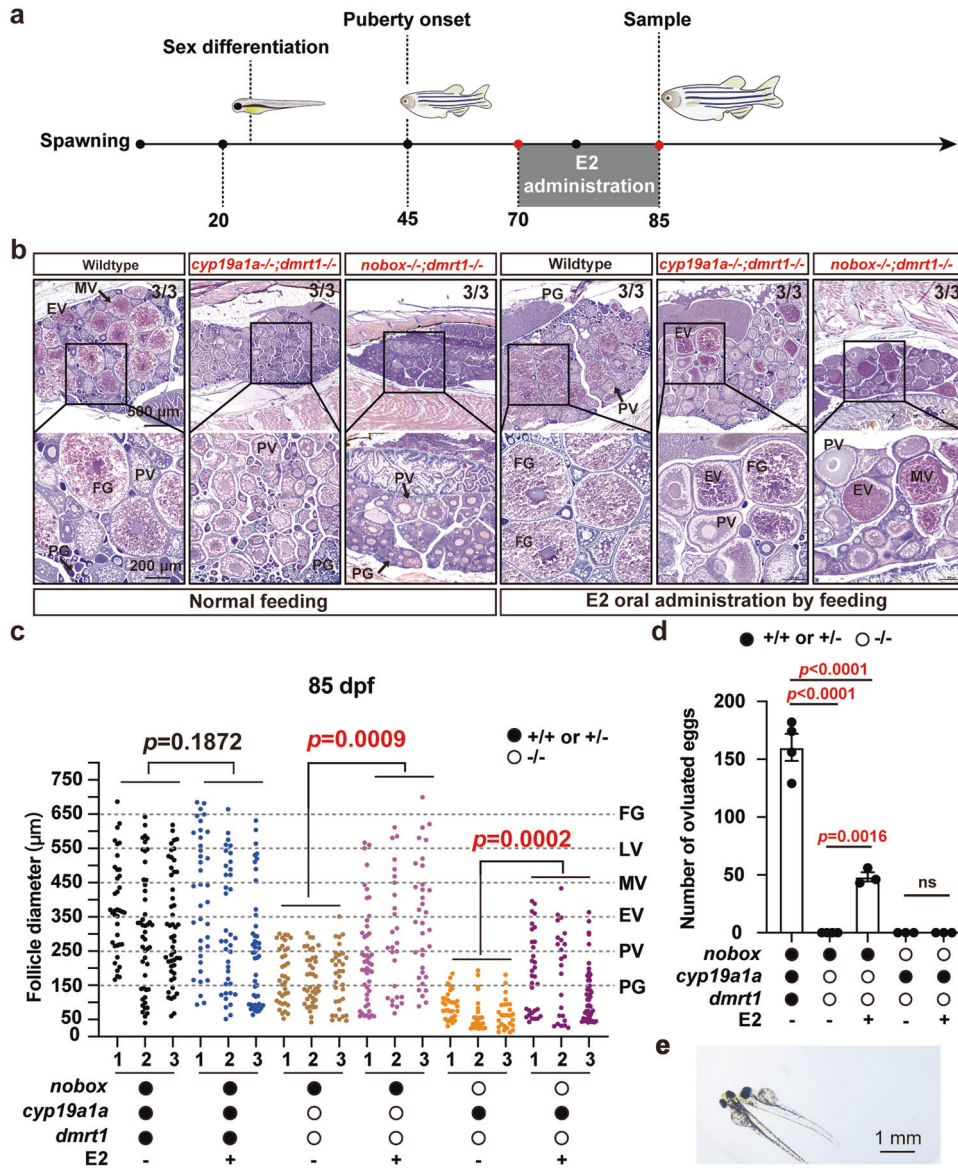 a
Puberty onset
Sample
Sex differentiation
Spawning
E2
administration
20
45
70
85
b
Wildtype
cyp19a1a-/-;dmrt1-/-
nobox-/-;dmrt1-/-
Wildtype
cyp19a1a-/-;dmrt1-/-
nobox-/-;dmrt1-/-
MV
3/3
3/3
3/3
PG
3/3
3/3
3/3
EV
EV
PV
500 μm
PV
PV
PV
FG
PV
FG
EV
FG
PV
EV
MV
FG
PV
PG
200 μm
PG
PG
Normal feeding
E2 oral administration by feeding
c
d
+/+ or +/-
-/-
85 dpf
p<0.0001
p<0.0001
p=0.1872
p=0.0009
+/+ or +/-
-/-
p=0.0002
p=0.0016
ns
Follicle diameter (μm)
750
650
550
450
350
250
150
50
0
FG
LV
MV
EV
PV
PG
1 2 3 1 2 3 1 2 3 1 2 3 1 2 3 1 2 3
nobox
cyp19a1a
dmrt1
E2 - + - + - +
Number of ovluated eggs
200
150
100
50
0
nobox
cyp19a1a
dmrt1
E2 - - + - +
e
1 mm